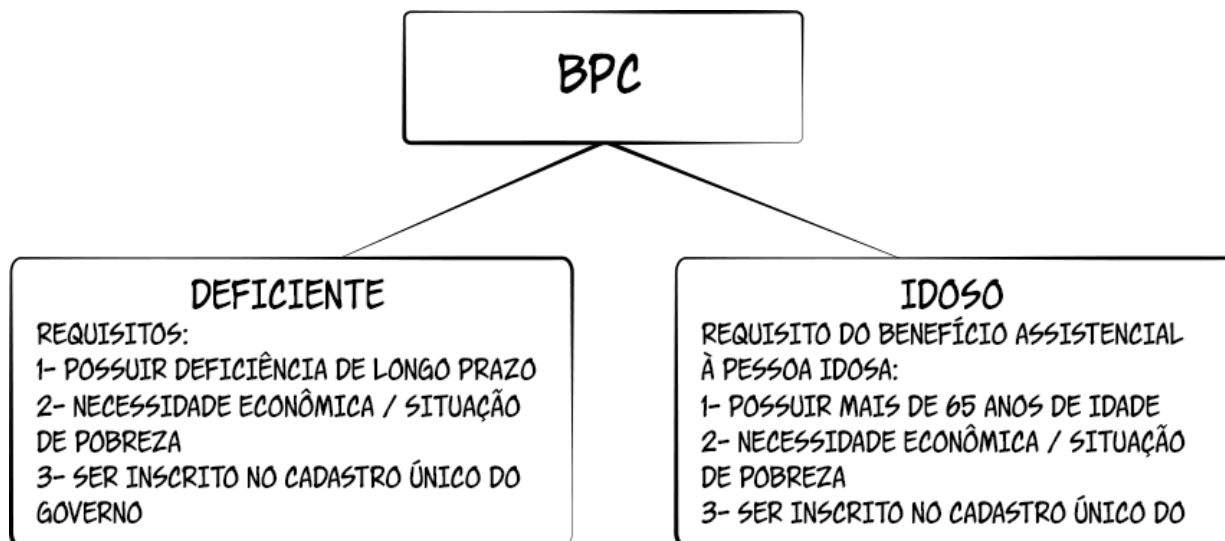 BPC
DEFICIENTE
REQUISITOS:
1- POSSUIR DEFICIÊNCIA DE LONGO PRAZO
2- NECESSIDADE ECONÔMICA / SITUAÇÃO
DE POBREZA
3- SER INSCRITO NO CADASTRO ÚNICO DO
GOVERNO
IDOSO
REQUISITO DO BENEFÍCIO ASSISTENCIAL
À PESSOA IDOSA:
1- POSSUIR MAIS DE 65 ANOS DE IDADE
2- NECESSIDADE ECONÔMICA / SITUAÇÃO
DE POBREZA
3- SER INSCRITO NO CADASTRO ÚNICO DO